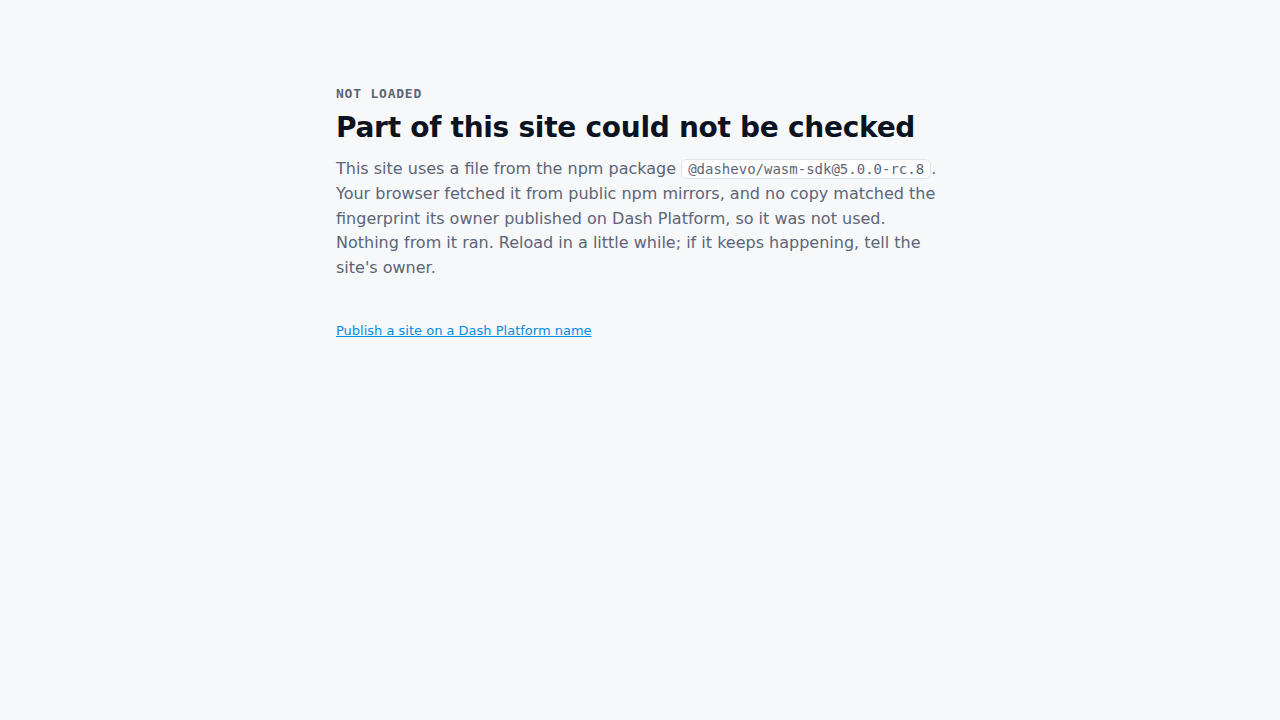 NOT LOADED
Part of this site could not be checked
This site uses a file from the npm package @dashevo/wasm-sdk@5.0.0-rc.8.
Your browser fetched it from public npm mirrors, and no copy matched the
fingerprint its owner published on Dash Platform, so it was not used.
Nothing from it ran. Reload in a little while; if it keeps happening, tell the
site's owner.
Publish a site on a Dash Platform name